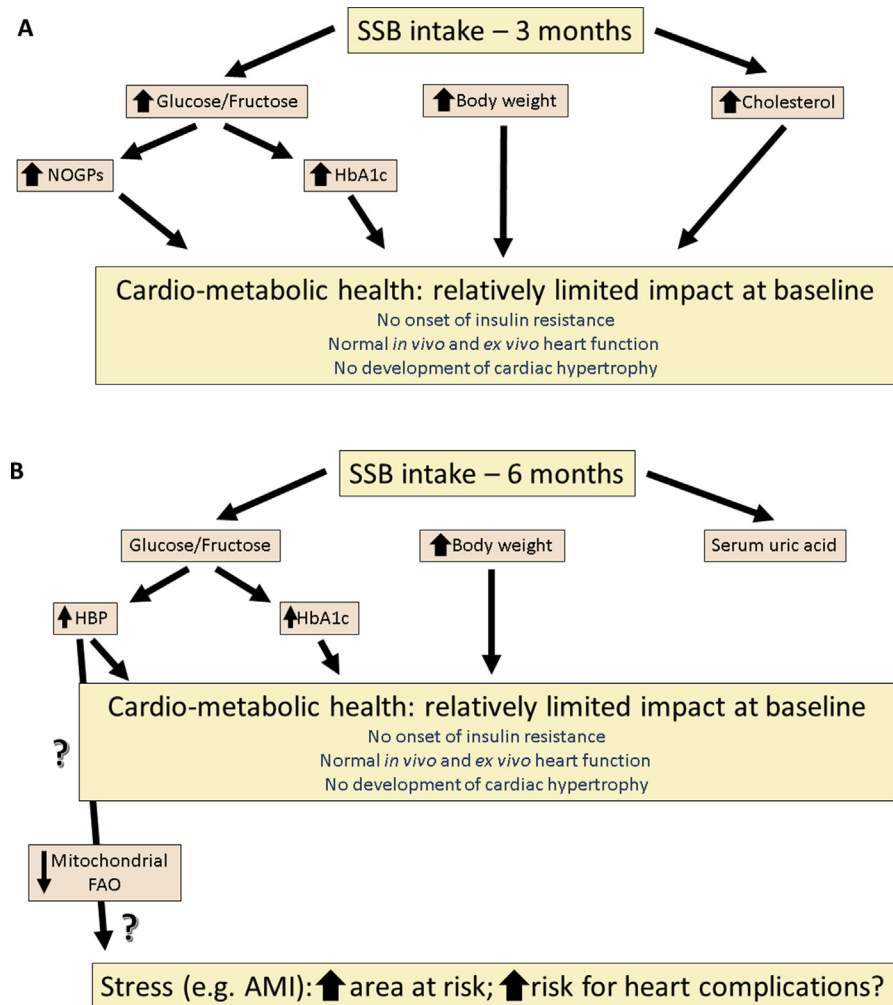 A
SSB intake – 3 months
Glucose/Fructose
Body weight
Cholesterol
NOGPs
HbA1c
Cardio-metabolic health: relatively limited impact at baseline
No onset of insulin resistance
Normal in vivo and ex vivo heart function
No development of cardiac hypertrophy
B
SSB intake – 6 months
Glucose/Fructose
Body weight
Serum uric acid
HBP
HbA1c
Cardio-metabolic health: relatively limited impact at baseline
No onset of insulin resistance
Normal in vivo and ex vivo heart function
No development of cardiac hypertrophy
?
Mitochondrial
FAO
?
Stress (e.g. AMI): area at risk; risk for heart complications?